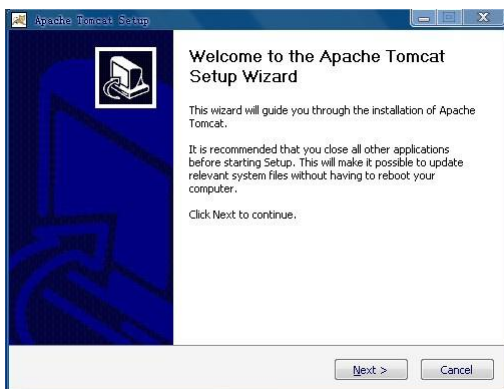 Apache Tomcat Setup
Welcome to the Apache Tomcat
Setup Wizard
This wizard will guide you through the installation of Apache
Tomcat.
It is recommended that you close all other applications
before starting Setup. This will make it possible to update
relevant system files without having to reboot your
computer.
Click Next to continue.
Next >
Cancel